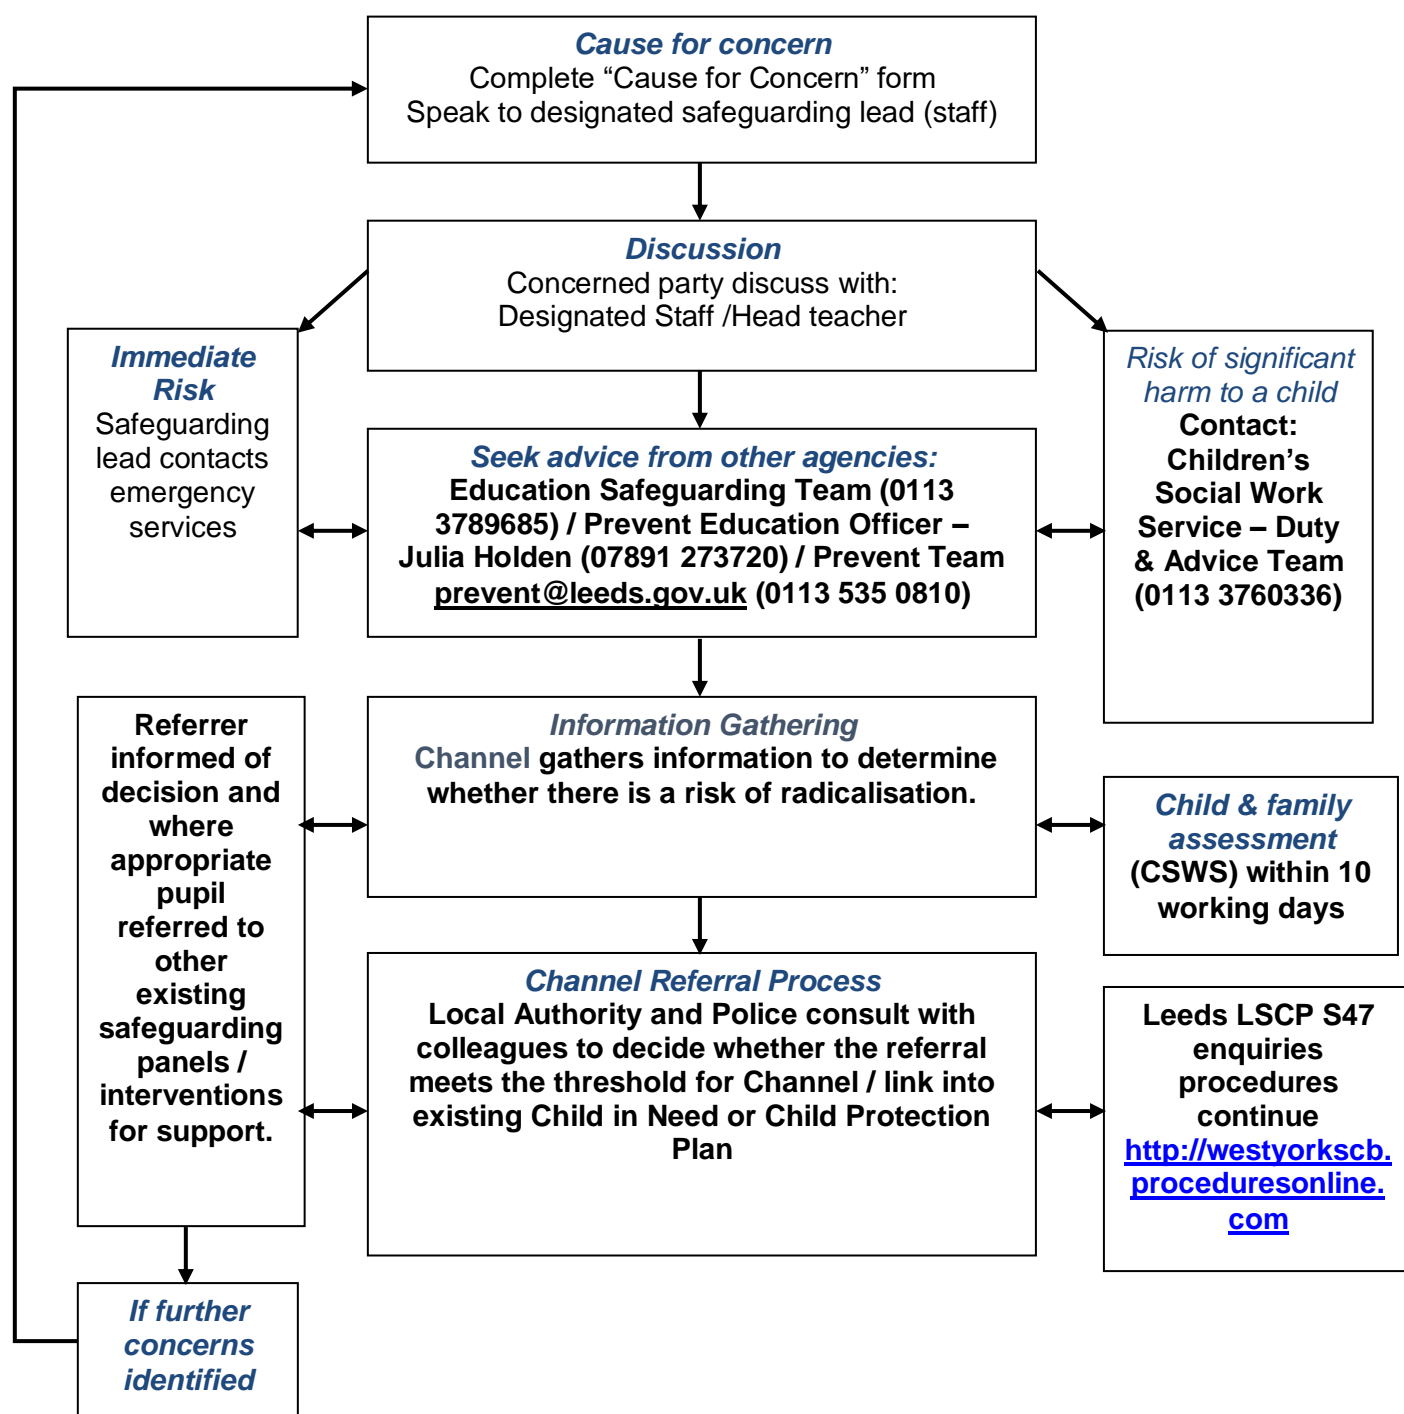 Cause for concern
Complete “Cause for Concern” form
Speak to designated safeguarding lead (staff)
Discussion
Concerned party discuss with:
Designated Staff /Head teacher
Immediate
Risk
Safeguarding
lead contacts
emergency
services
Seek advice from other agencies:
Education Safeguarding Team (0113
3789685) / Prevent Education Officer –
Julia Holden (07891 273720) / Prevent Team
prevent@leeds.gov.uk (0113 535 0810)
Risk of significant
harm to a child
Contact:
Children’s
Social Work
Service – Duty
& Advice Team
(0113 3760336)
Referrer
informed of
decision and
where
appropriate
pupil
referred to
other
existing
safeguarding
panels /
interventions
for support.
Information Gathering
Channel gathers information to determine
whether there is a risk of radicalisation.
Child & family
assessment
(CSWS) within 10
working days
Channel Referral Process
Local Authority and Police consult with
colleagues to decide whether the referral
meets the threshold for Channel / link into
existing Child in Need or Child Protection
Plan
Leeds LSCP S47
enquiries
procedures
continue
http://westyorkscb.
proceduresonline.
com
If further
concerns
identified